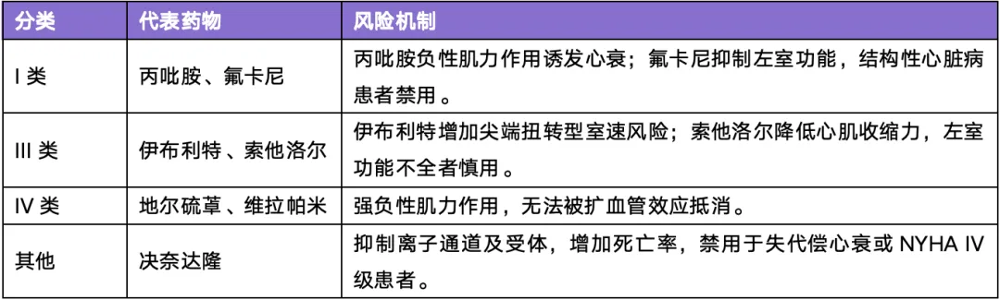 分类 代表药物 风险机制
I 类 丙吡胺、氟卡尼 丙吡胺负性肌力作用诱发心衰；氟卡尼抑制左室功能，结构性心脏病
患者禁用。
III 类 伊布利特、索他洛尔 伊布利特增加尖端扭转型室速风险；索他洛尔降低心肌收缩力，左室
功能不全者慎用。
IV 类 地尔硫䓬、维拉帕米 强负性肌力作用，无法被扩血管效应抵消。
其他 决奈达隆 抑制离子通道及受体，增加死亡率，禁用于失代偿心衰或 NYHA IV
级患者。